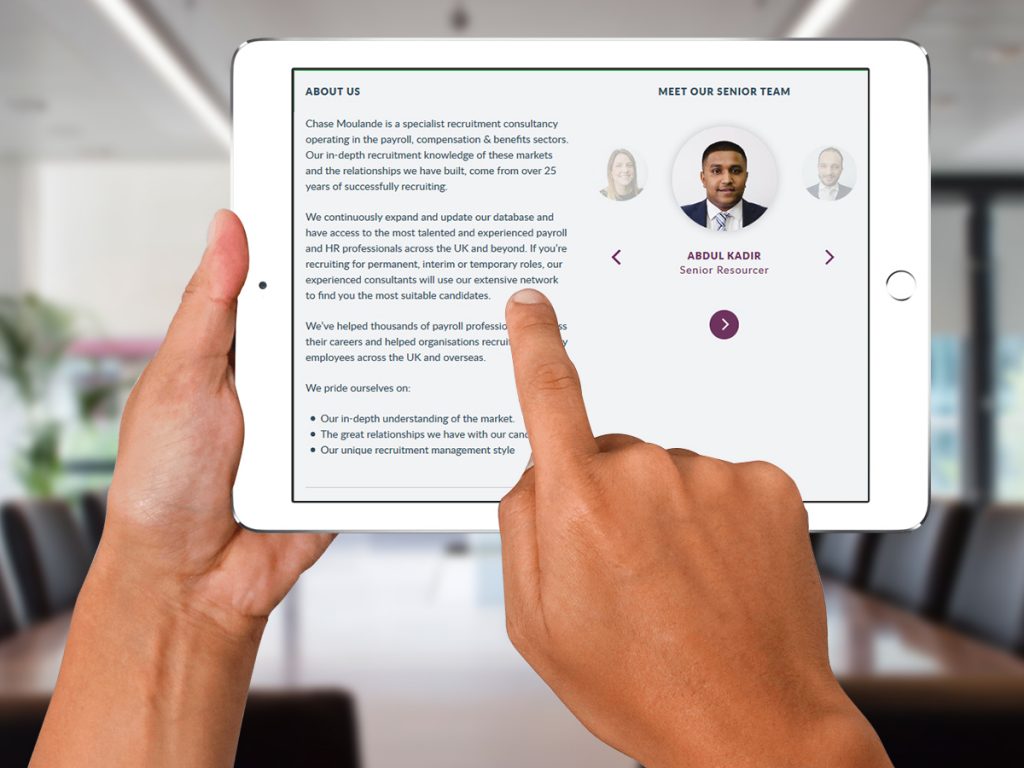 ABOUT US
Chase Moulande is a specialist recruitment consultancy
operating in the payroll, compensation & benefits sectors.
Our in-depth recruitment knowledge of these markets
and the relationships we have built, come from over 25
years of successfully recruiting.
We continuously expand and update our database and
have access to the most talented and experienced payroll
and HR professionals across the UK and beyond. If you're
recruiting for permanent, interim or temporary roles, our
experienced consultants will use our extensive network
to find you the most suitable candidates.
We've helped thousands of payroll
their careers and helped organisations
employees across the UK and overseas.
We pride ourselves on:
• Our in-depth understanding of the market.
• The great relationships we have with our
• Our unique recruitment management style
MEET OUR SENIOR TEAM
ABDUL KADIR
Senior Resourcer